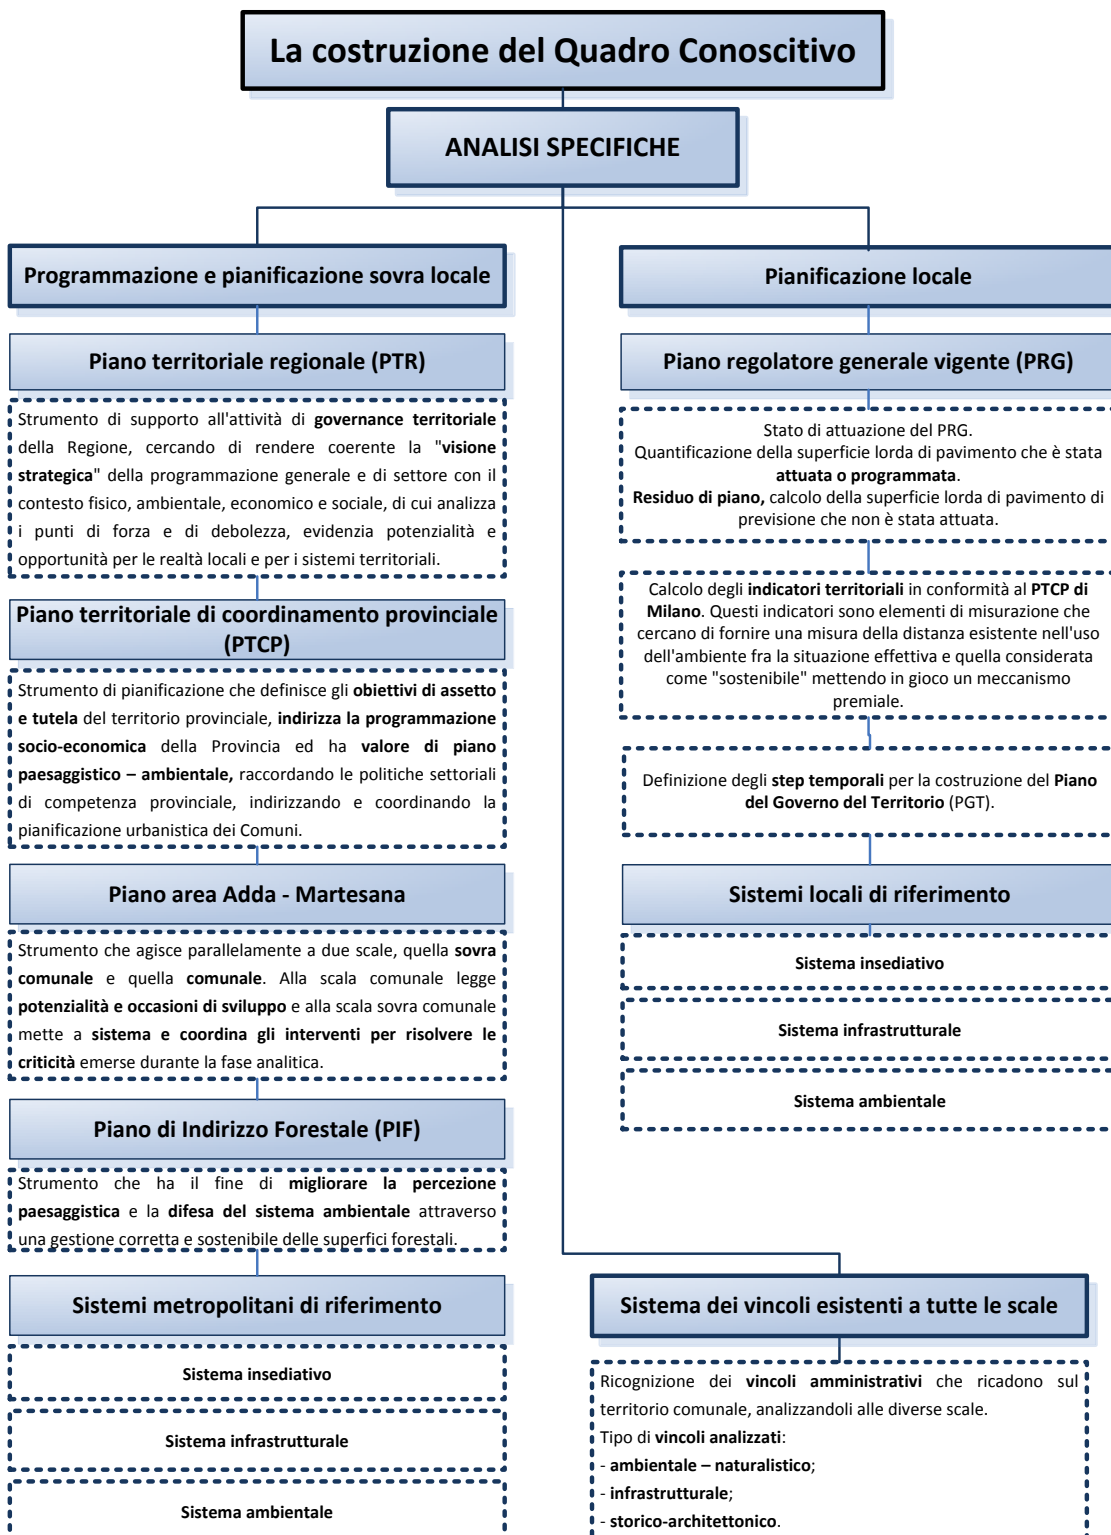 La costruzione del Quadro Conoscitivo
ANALISI SPECIFICHE
Programmazione e pianificazione sovra locale
Piano territoriale regionale (PTR)
Strumento di supporto all'attività di governance territoriale
della Regione, cercando di rendere coerente la "visione
strategica" della programmazione generale e di settore con il
contesto fisico, ambientale, economico e sociale, di cui analizza
i punti di forza e di debolezza, evidenzia potenzialità e
opportunità per le realtà locali e per i sistemi territoriali.
Piano territoriale di coordinamento provinciale
(PTCP)
Strumento di pianificazione che definisce gli obiettivi di assetto
e tutela del territorio provinciale, indirizza la programmazione
socio-economica della Provincia ed ha valore di piano
paesaggistico – ambientale, raccordando le politiche settoriali
di competenza provinciale, indirizzando e coordinando la
pianificazione urbanistica dei Comuni.
Piano area Adda - Martesana
Strumento che agisce parallelamente a due scale, quella sovra
comunale e quella comunale. Alla scala comunale legge
potenzialità e occasioni di sviluppo e alla scala sovra comunale
mette a sistema e coordina gli interventi per risolvere le
criticità emerse durante la fase analitica.
Piano di Indirizzo Forestale (PIF)
Strumento che ha il fine di migliorare la percezione
paesaggistica e la difesa del sistema ambientale attraverso
una gestione corretta e sostenibile delle superfici forestali.
Sistemi metropolitani di riferimento
Sistema insediativo
Sistema infrastrutturale
Sistema ambientale
Pianificazione locale
Piano regolatore generale vigente (PRG)
Stato di attuazione del PRG.
Quantificazione della superficie lorda di pavimento che è stata
attuata o programmata.
Residuo di piano, calcolo della superficie lorda di pavimento di
previsione che non è stata attuata.
Calcolo degli indicatori territoriali in conformità al PTCP di
Milano. Questi indicatori sono elementi di misurazione che
cercano di fornire una misura della distanza esistente nell'uso
dell'ambiente fra la situazione effettiva e quella considerata
come "sostenibile" mettendo in gioco un meccanismo
premiale.
Definizione degli step temporali per la costruzione del Piano
del Governo del Territorio (PGT).
Sistemi locali di riferimento
Sistema insediativo
Sistema infrastrutturale
Sistema ambientale
Sistema dei vincoli esistenti a tutte le scale
Ricognizione dei vincoli amministrativi che ricadono sul
territorio comunale, analizzandoli alle diverse scale.
Tipo di vincoli analizzati:
- ambientale – naturalistico;
- infrastrutturale;
- storico-architettonico.